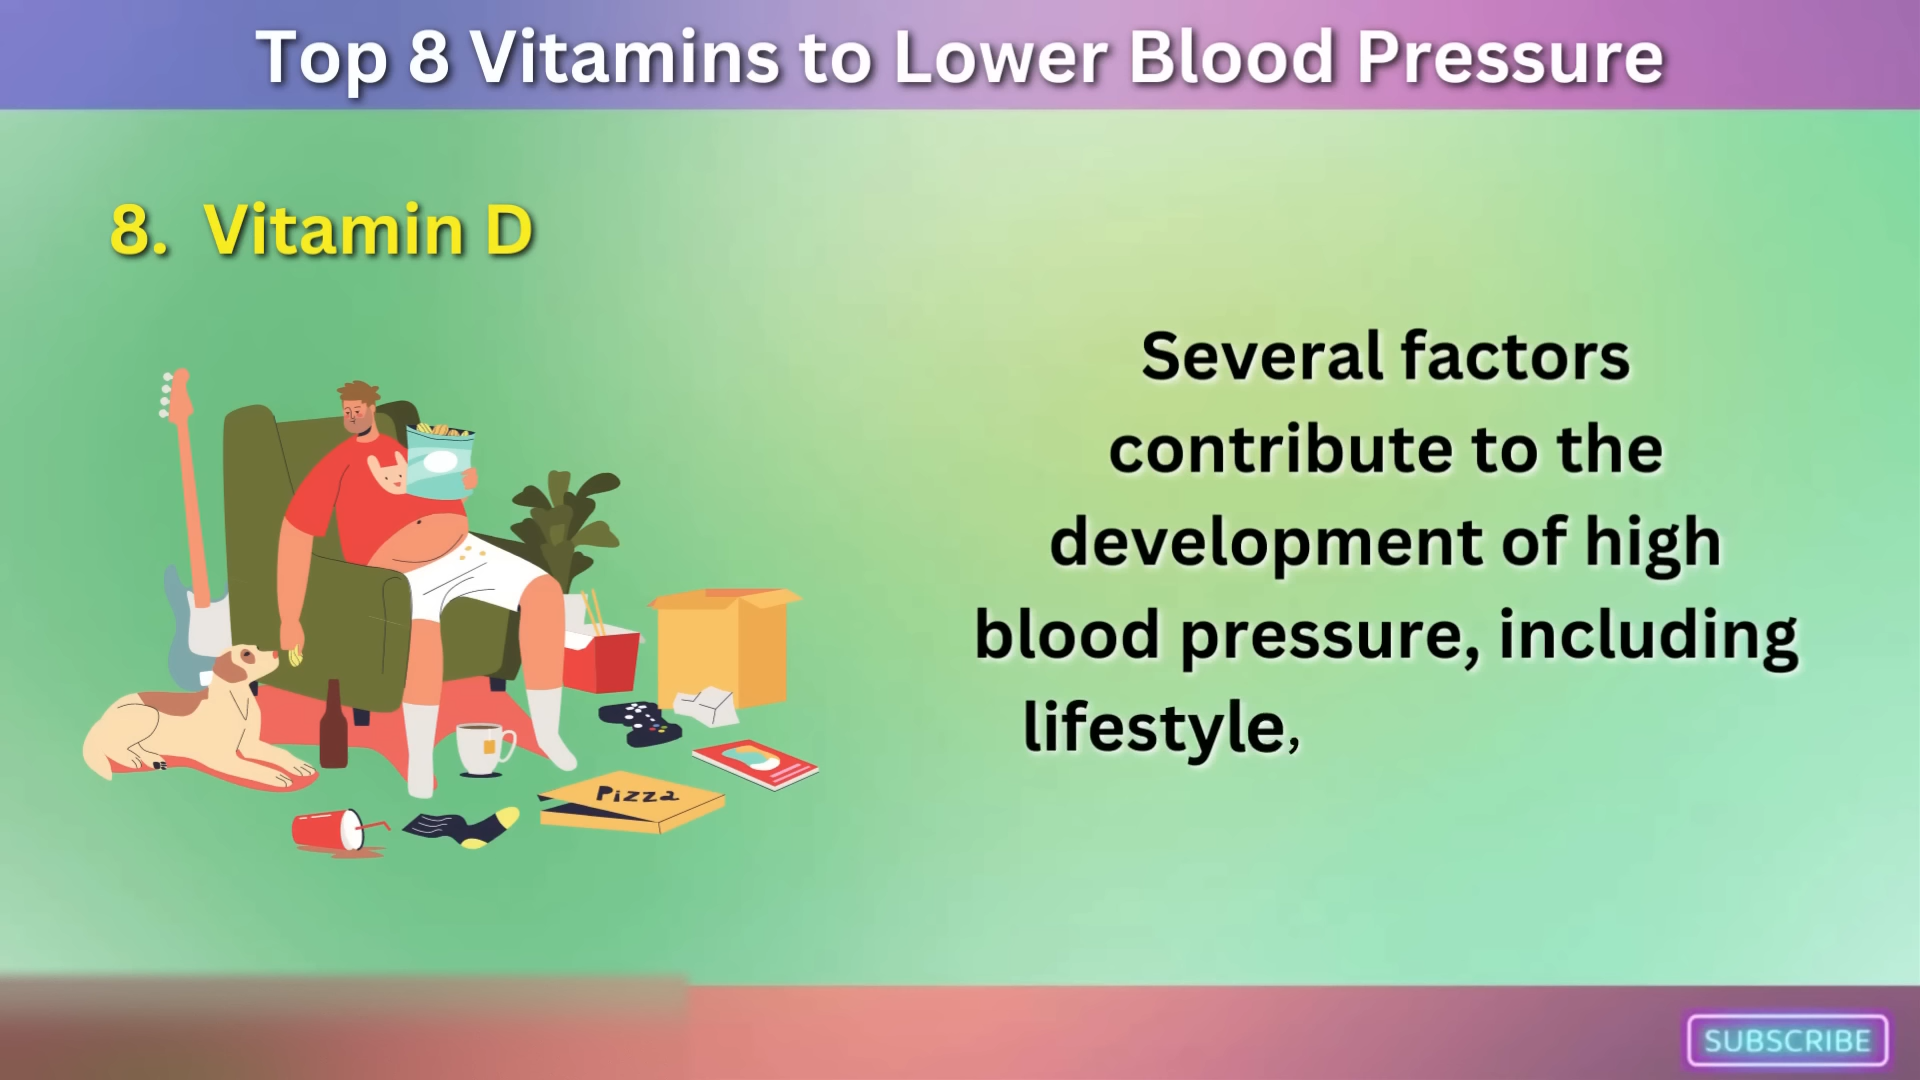 Top 8 Vitamins to Lower Blood Pressure
8. Vitamin D
Several factors
contribute to the
development of high
blood pressure, including
lifestyle,
Pizza
SUBSCRIBE